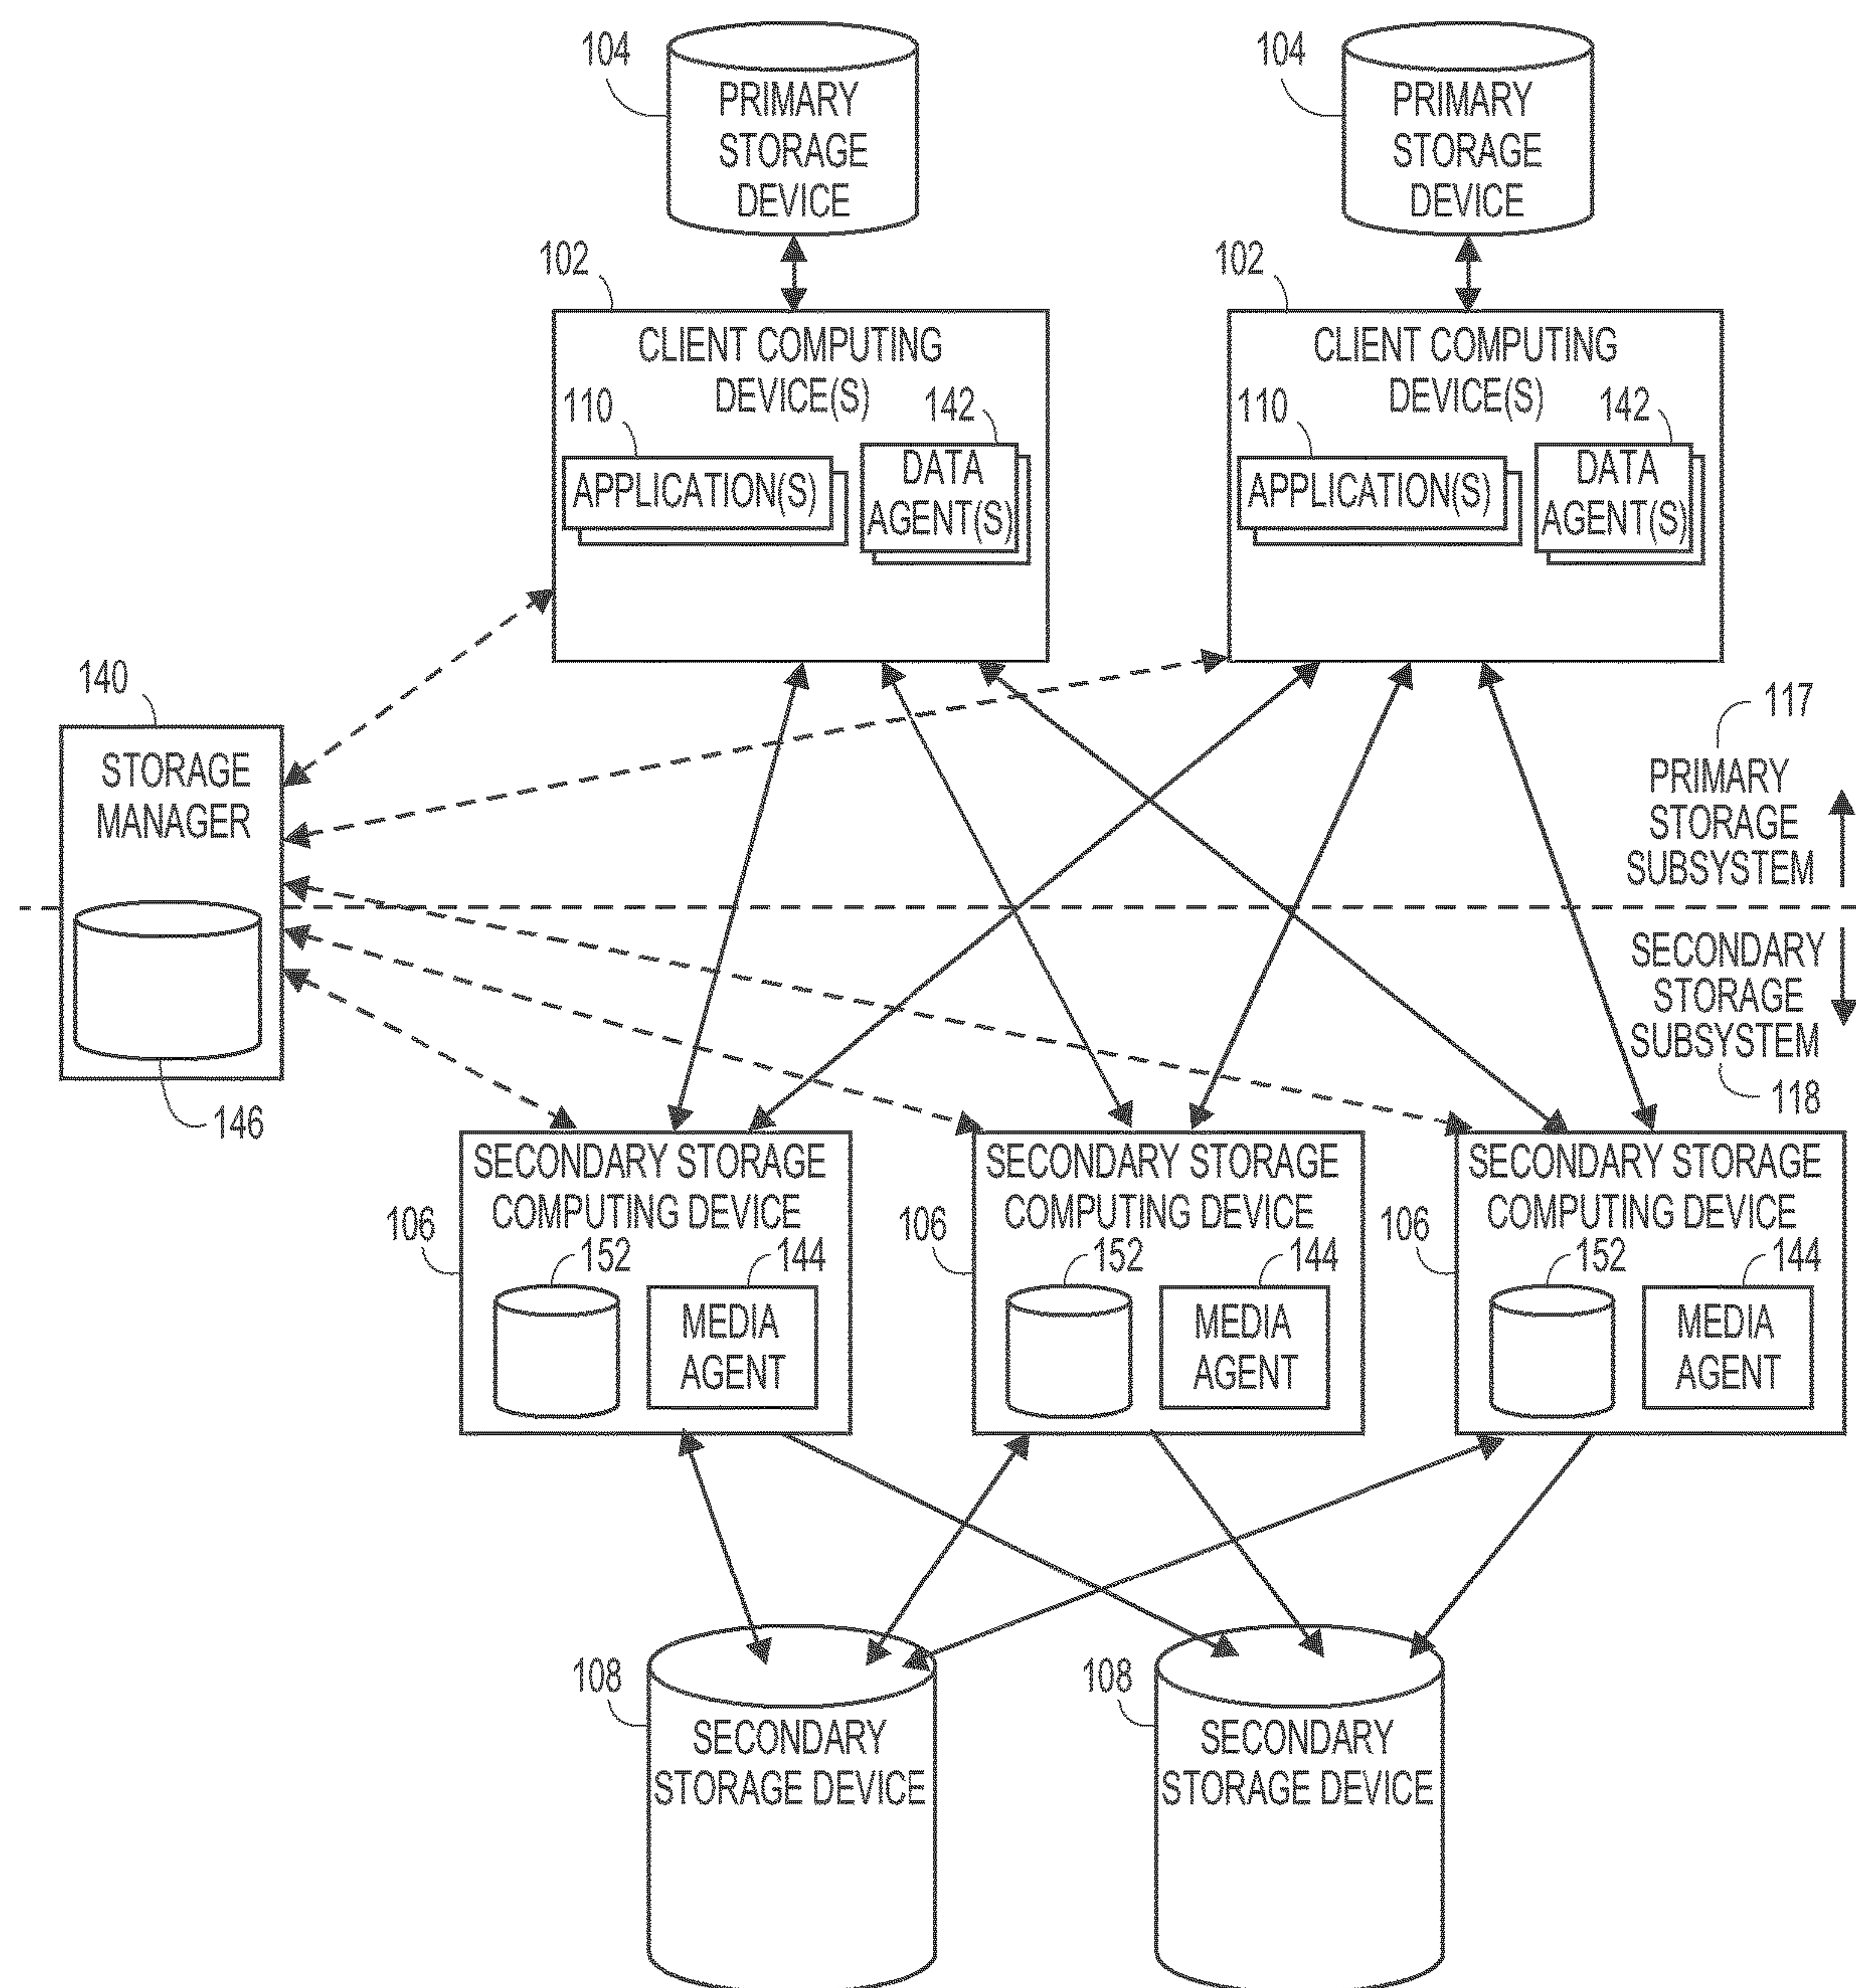 104
PRIMARY
STORAGE
DEVICE
104
PRIMARY
STORAGE
DEVICE
102
CLIENT COMPUTING
DEVICE(S)
110
142
APPLICATION(S)
DATA
AGENT(S)
102
CLIENT COMPUTING
DEVICE(S)
110
142
APPLICATION(S)
DATA
AGENT(S)
140
STORAGE
MANAGER
146
117
PRIMARY
STORAGE
SUBSYSTEM
SECONDARY
STORAGE
SUBSYSTEM
118
106
SECONDARY STORAGE
COMPUTING DEVICE
152
144
MEDIA
AGENT
106
SECONDARY STORAGE
COMPUTING DEVICE
152
144
MEDIA
AGENT
106
SECONDARY STORAGE
COMPUTING DEVICE
152
144
MEDIA
AGENT
108
SECONDARY
STORAGE DEVICE
108
SECONDARY
STORAGE DEVICE